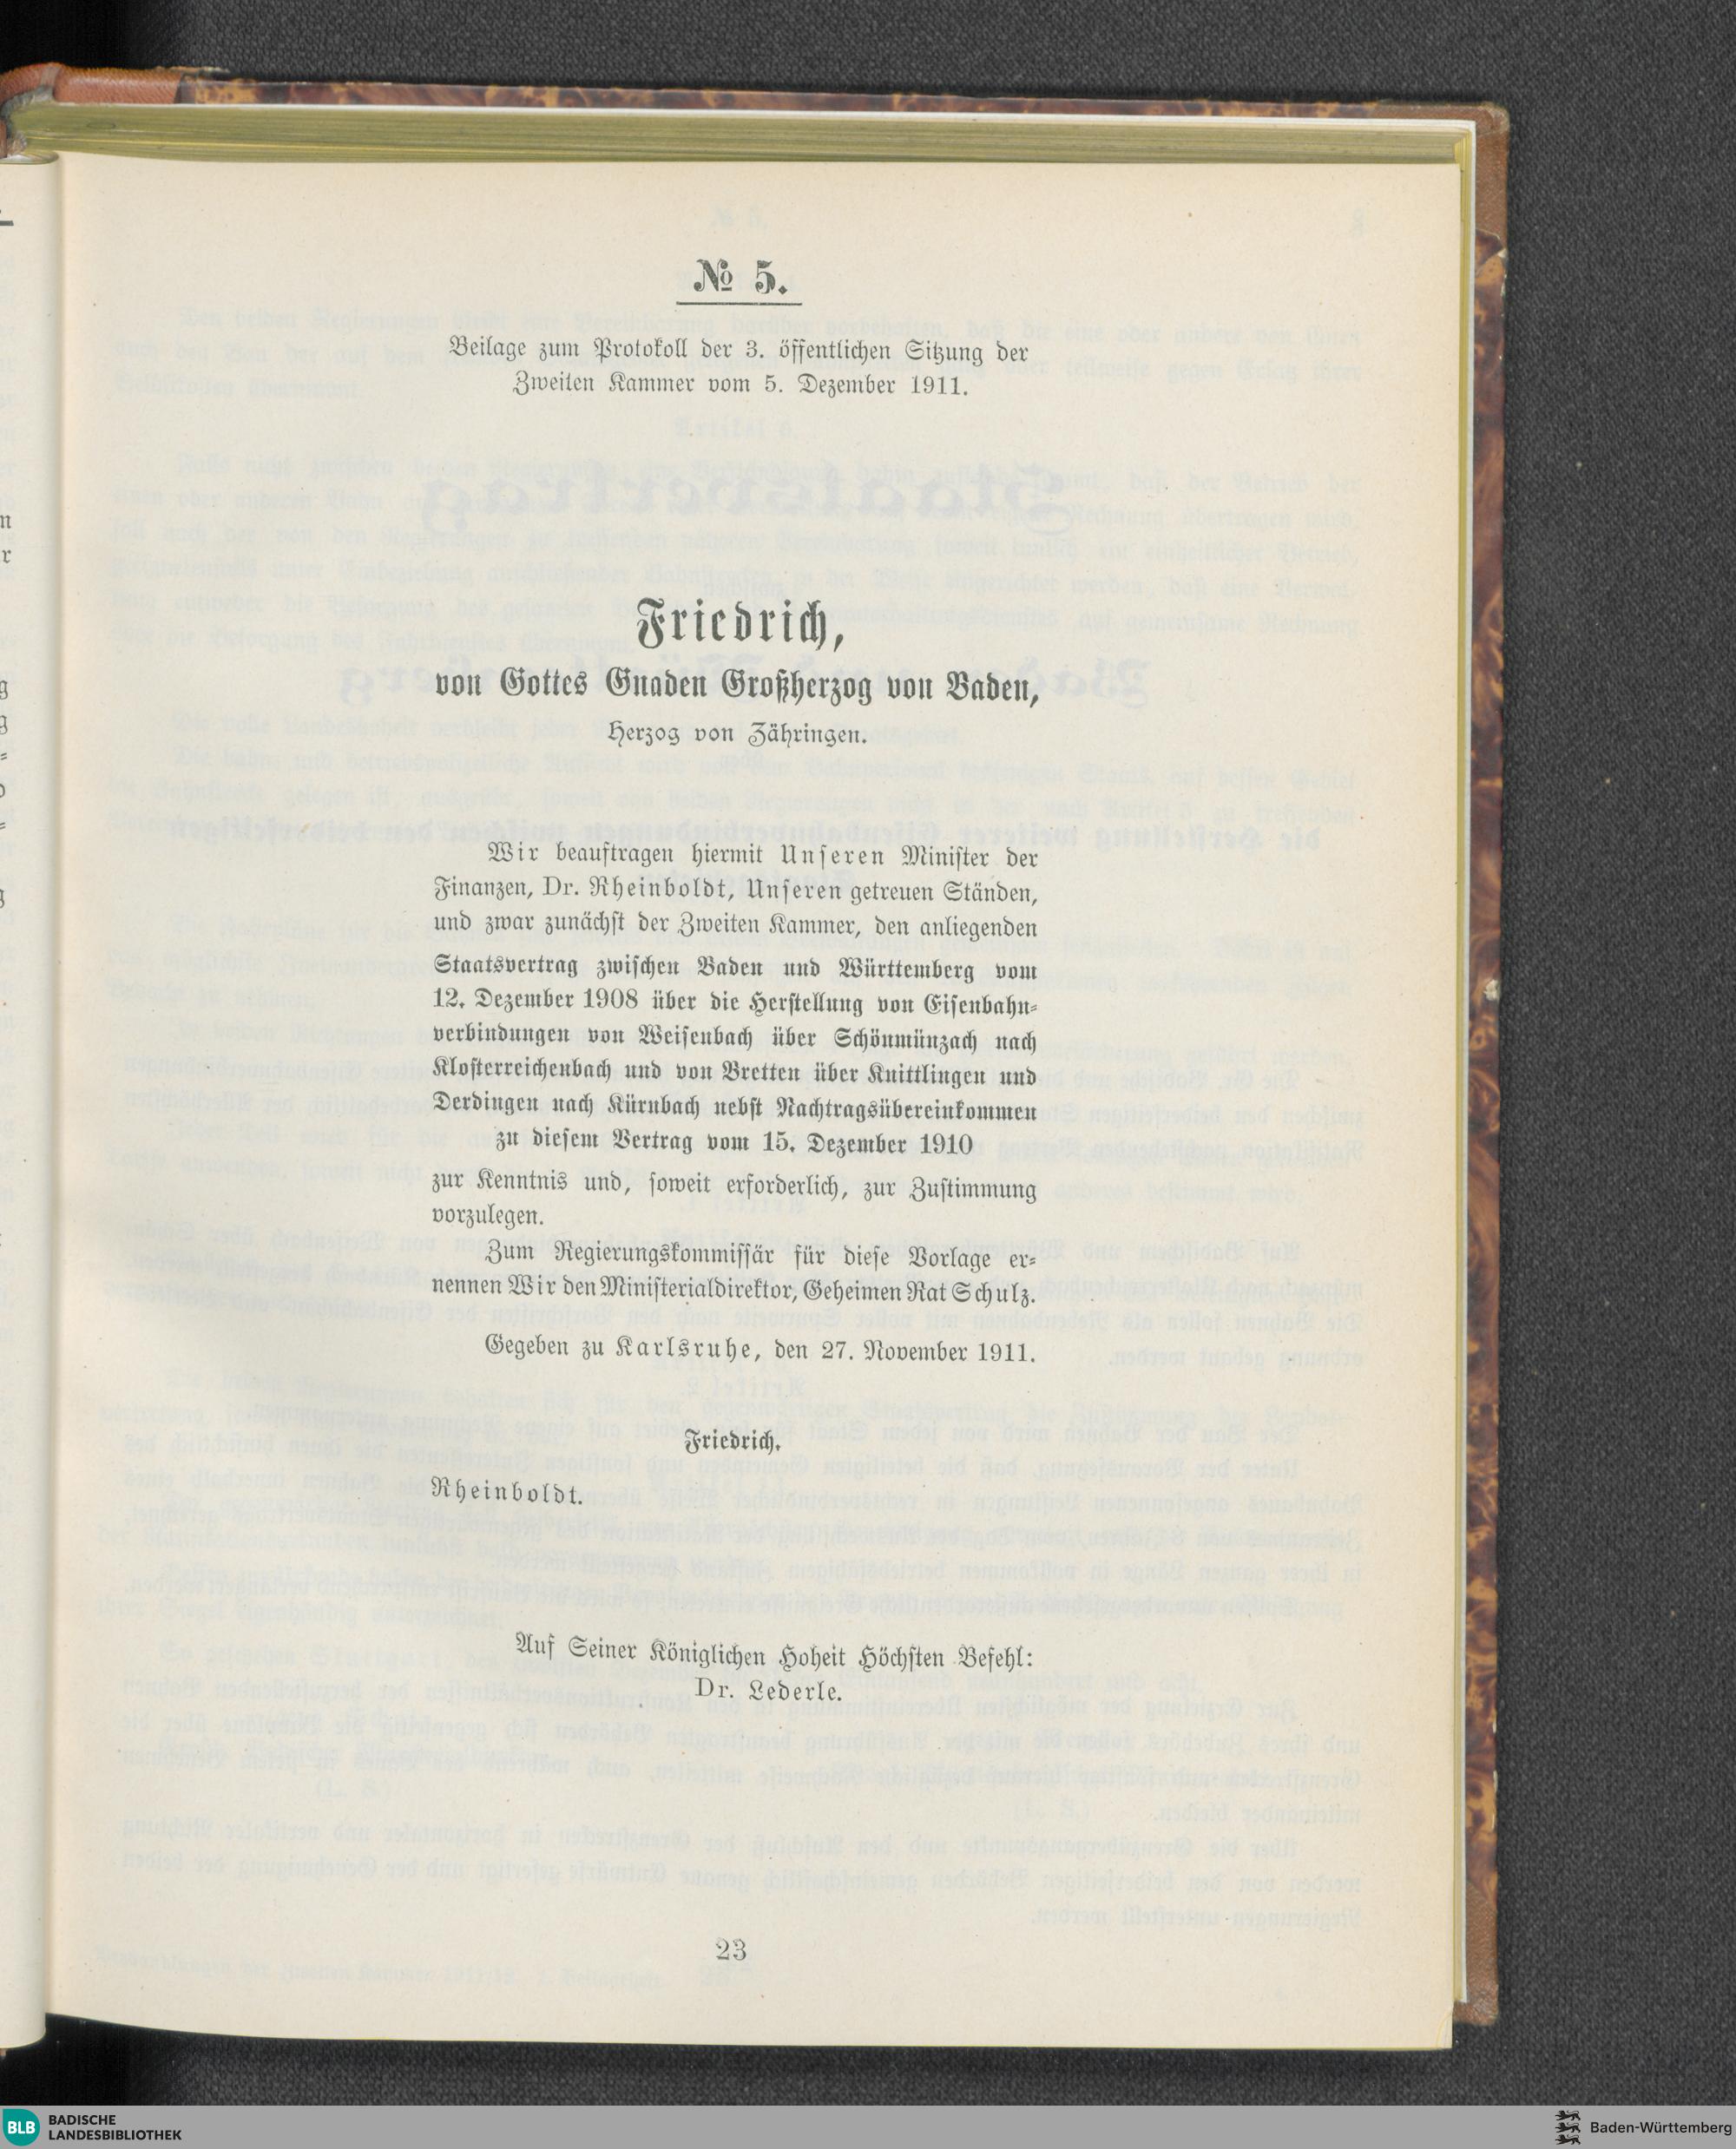 № 5.
Beilage zum Protokoll der 3. öffentlichen Sitzung der
Zweiten Kammer vom 5. Dezember 1911.
Friedrich,
von Gottes Gnaden Großherzog von Baden,
Herzog von Zähringen.
Wir beauftragen hiermit Unseren Minister der
Finanzen, Dr. Rheinboldt, Unseren getreuen Ständen,
und zwar zunächst der Zweiten Kammer, den anliegenden
Staatsvertrag zwischen Baden und Württemberg vom
12. Dezember 1908 über die Herstellung von Eisenbahn-
verbindungen von Weisenbach über Schönmünzach nach
Klosterreichenbach und von Bretten über Knittlingen und
Derdingen nach Kürnbach nebst Nachtragsübereinkommen
zu diesem Vertrag vom 15. Dezember 1910
zur Kenntnis und, soweit erforderlich, zur Zustimmung
vorzulegen.
Zum Regierungskommissär für diese Vorlage er-
nennen Wir den Ministerialdirektor, Geheimen Rat Schulz.
Gegeben zu Karlsruhe, den 27. November 1911.
Friedrich.
Rheinboldt.
Auf Seiner Königlichen Hoheit Höchsten Befehl:
Dr. Lederle.
23
BLB BADISCHE
LANDESBIBLIOTHEK
Baden-Württemberg